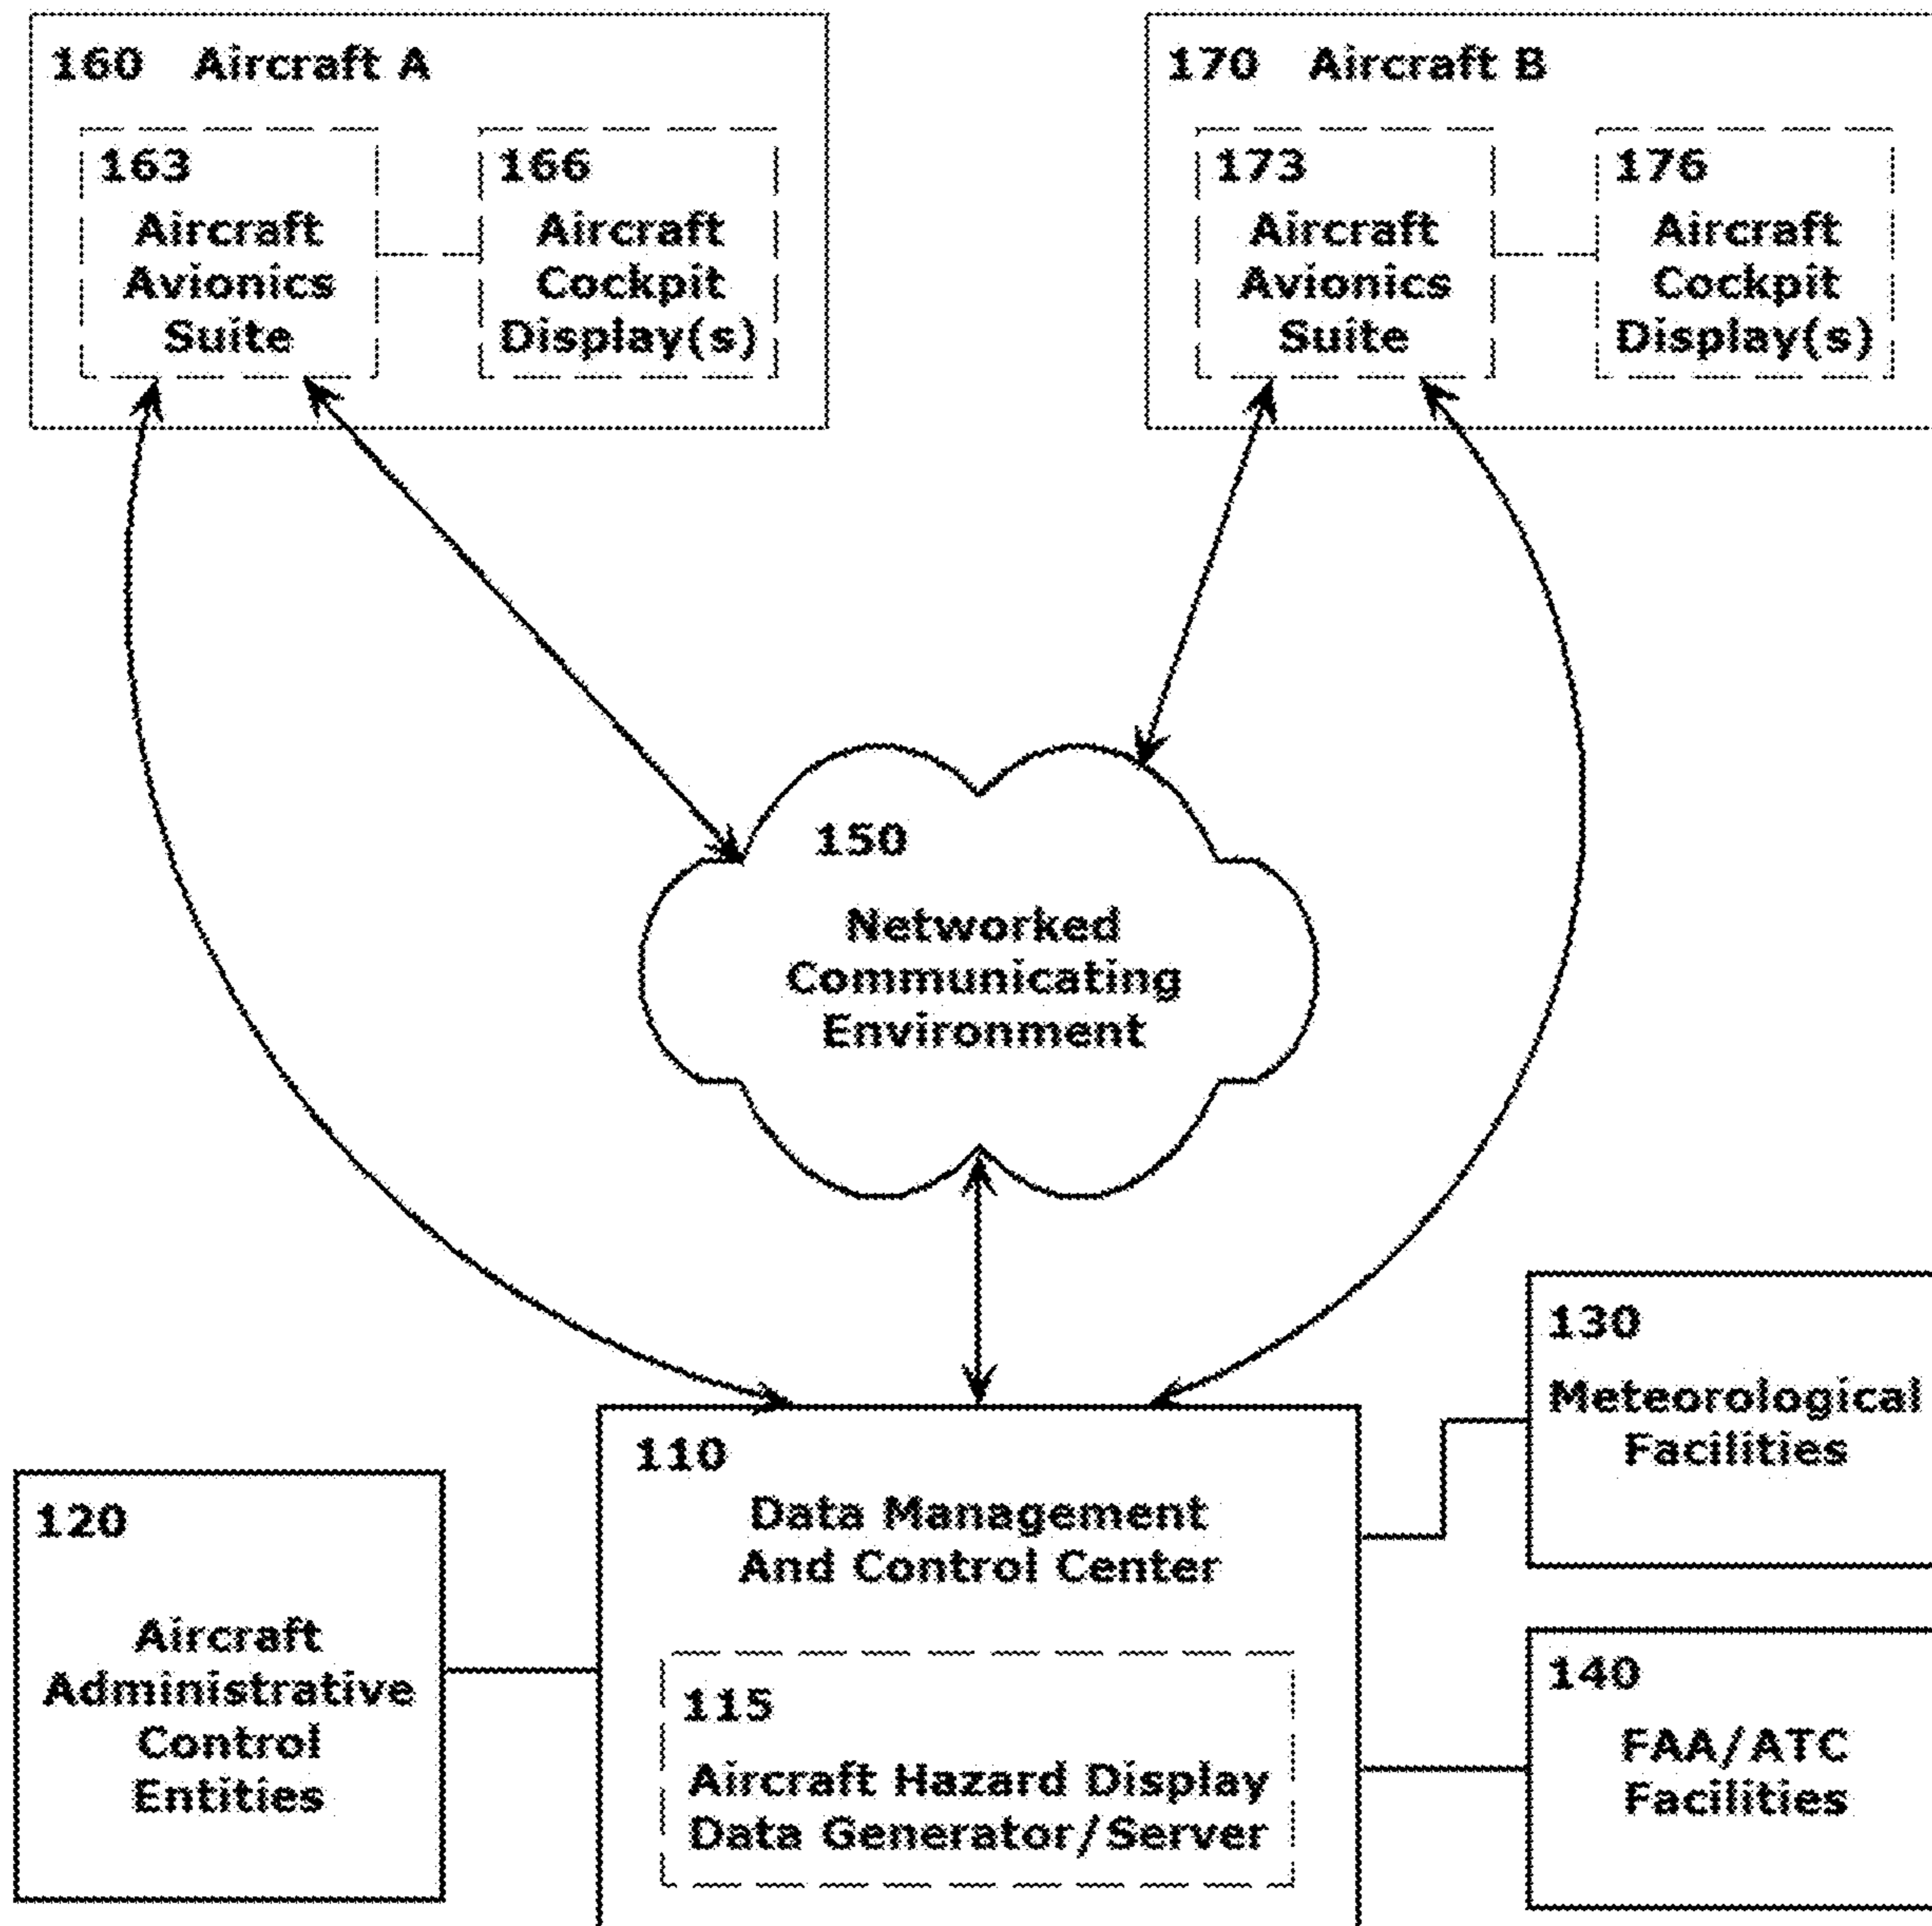 160 Aircraft A
163
Aircraft
Avionics
Suite
166
Aircraft
Cockpit
Display(s)
170 Aircraft B
173
Aircraft
Avionics
Suite
176
Aircraft
Cockpit
Display(s)
150
Networked
Communicating
Environment
130
Meteorological
Facilities
110
Data Management
And Control Center
120
Aircraft
Administrative
Control
Entities
115
Aircraft Hazard Display
Data Generator/Server
140
FAA/ATC
Facilities